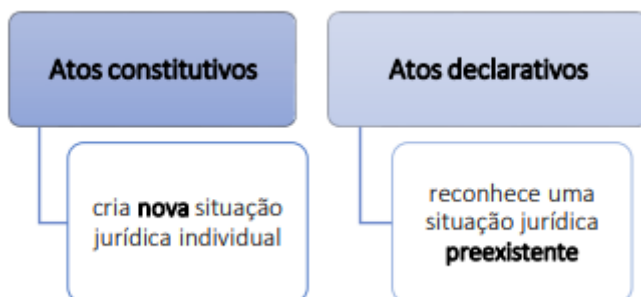 Atos constitutivos
cria nova situação
jurídica individual
Atos declarativos
reconhece uma
situação jurídica
preexistente